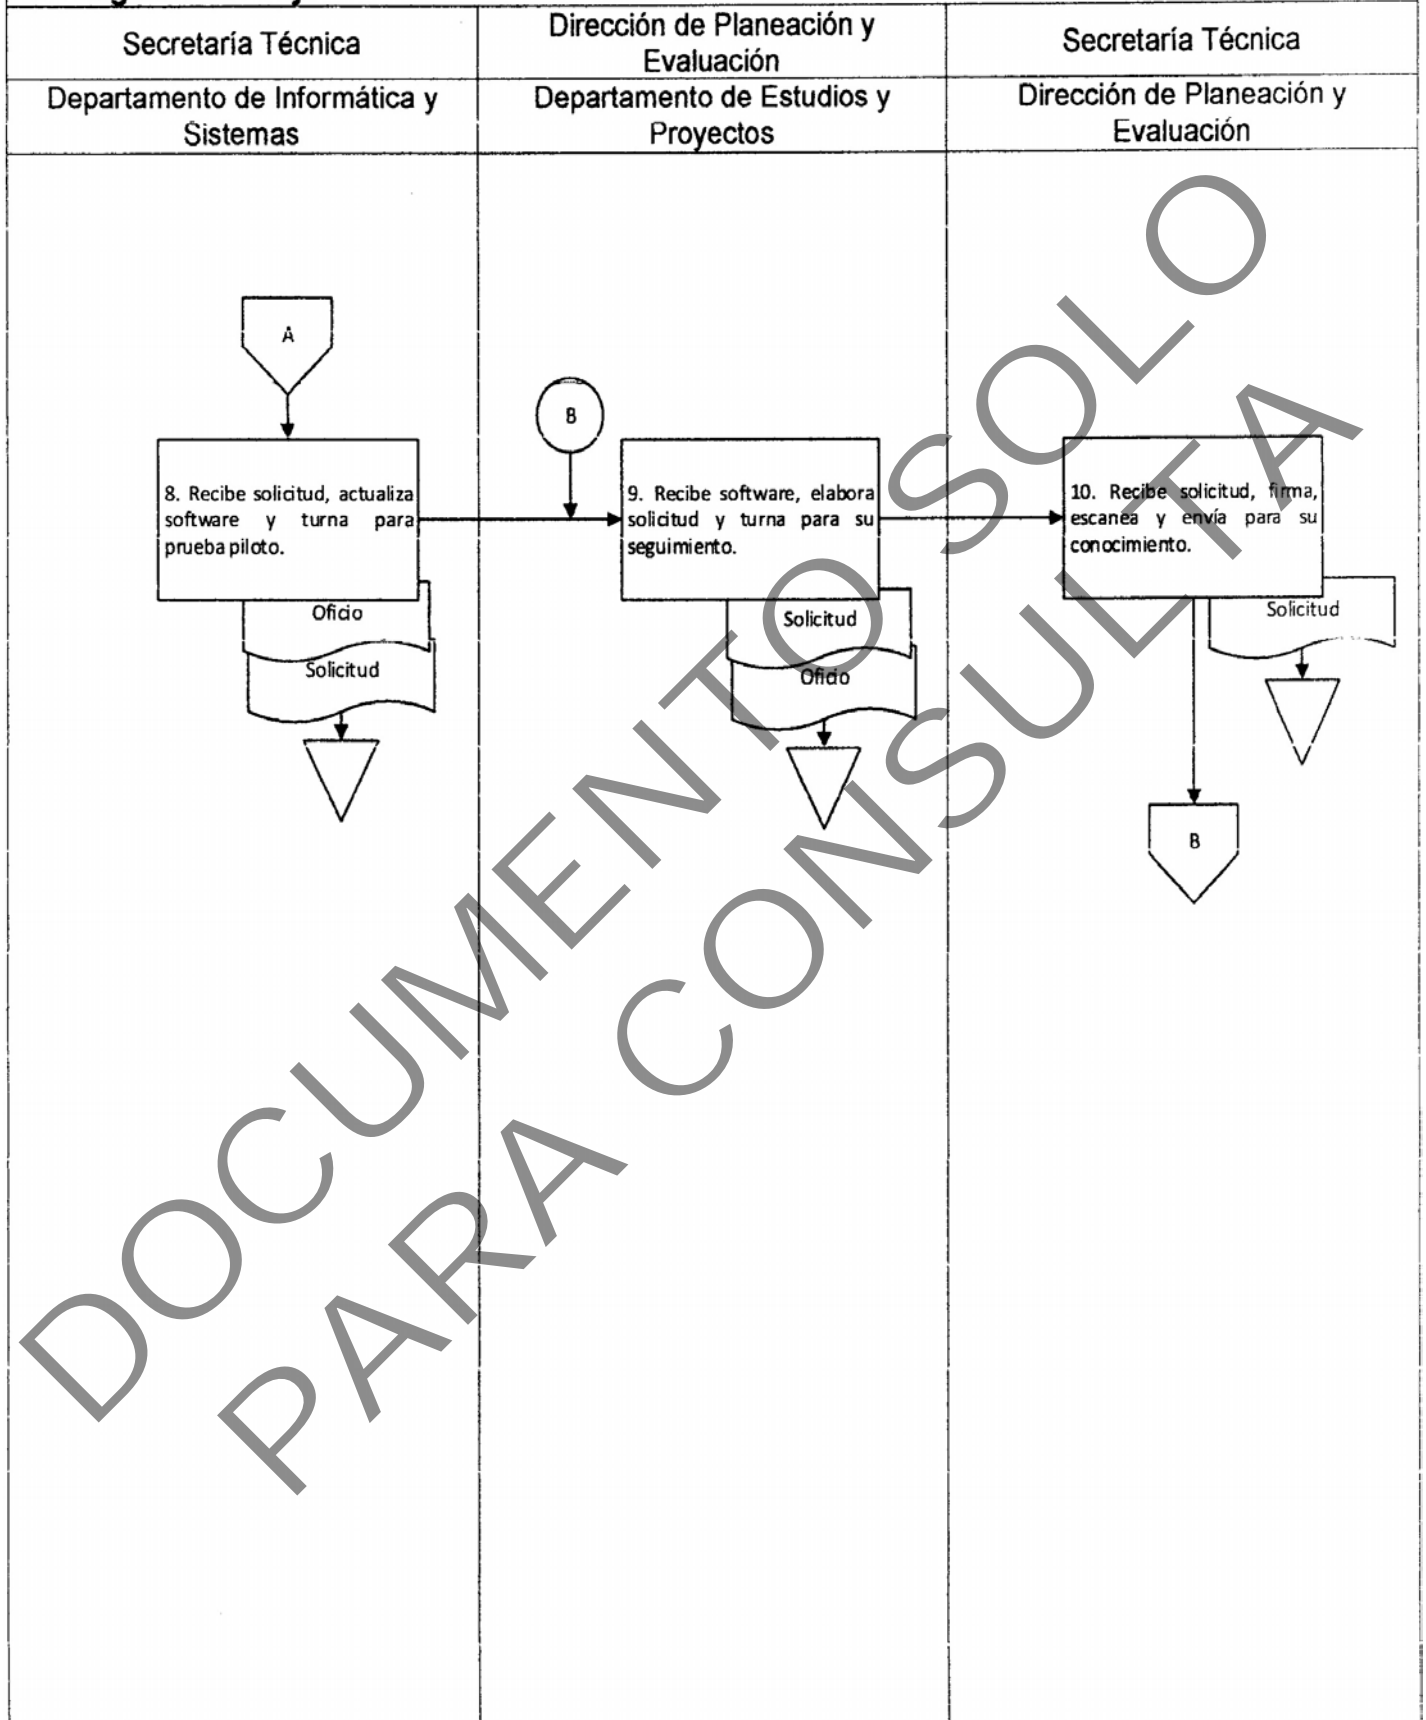 Secretaría Técnica
Dirección de Planeación y
Evaluación
Secretaría Técnica
Departamento de Informática y
Sistemas
Departamento de Estudios y
Proyectos
Dirección de Planeación y
Evaluación
A
B
8. Recibe solicitud, actualiza
software y turna para
prueba piloto.
Oficio
Solicitud
9. Recibe software, elabora
solicitud y turna para su
seguimiento.
Solicitud
Oficio
10. Recibe solicitud, firma,
escanea y envía para su
conocimiento.
Solicitud
B
DOCUMENTO SOLO
PARA CONSULTA